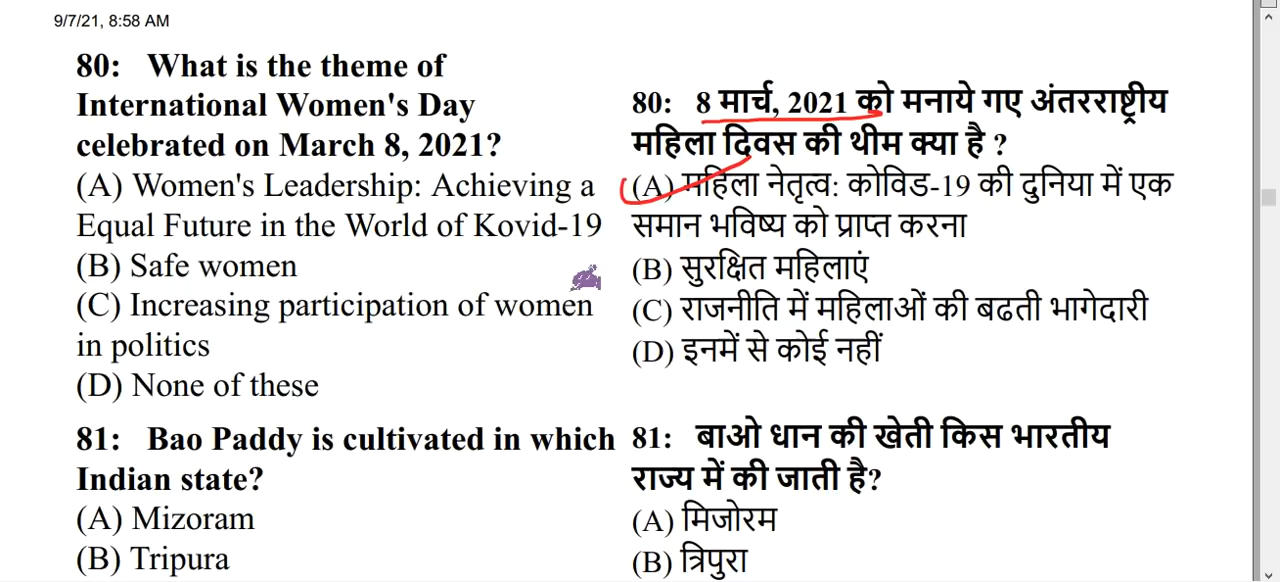 9/7/21, 8:58 AM
80: What is the theme of
International Women's Day
celebrated on March 8, 2021?
(A) Women's Leadership: Achieving a
Equal Future in the World of Kovid-19
(B) Safe women
(C) Increasing participation of women
in politics
(D) None of these
81: Bao Paddy is cultivated in which
Indian state?
(A) Mizoram
(B) Tripura
80: 8 मार्च, 2021 को मनाये गए अंतरराष्ट्रीय
महिला दिवस की थीम क्या है ?
(A) महिला नेतृत्व: कोविड-19 की दुनिया में एक
समान भविष्य को प्राप्त करना
(B) सुरक्षित महिलाएं
(C) राजनीति में महिलाओं की बढती भागेदारी
(D) इनमें से कोई नहीं
81: बाओ धान की खेती किस भारतीय
राज्य में की जाती है?
(A) मिजोरम
(B) त्रिपुरा